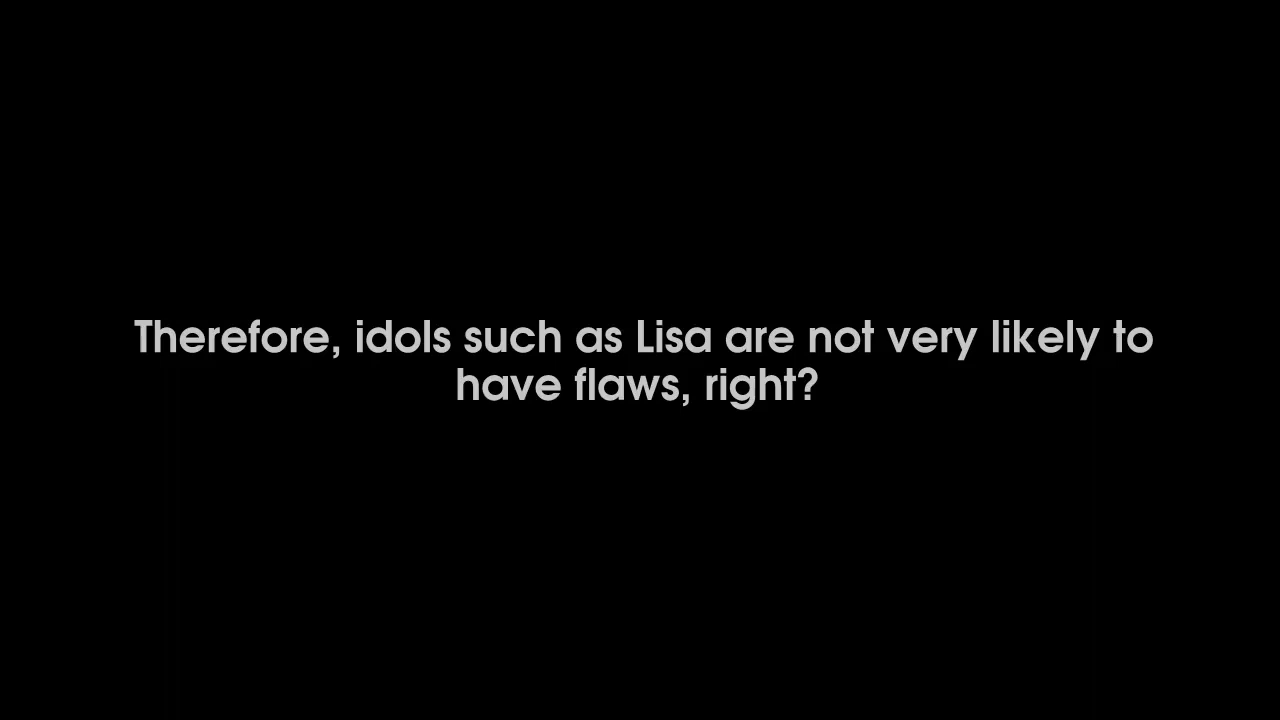 Therefore, idols such as Lisa are not very likely to
have flaws, right?